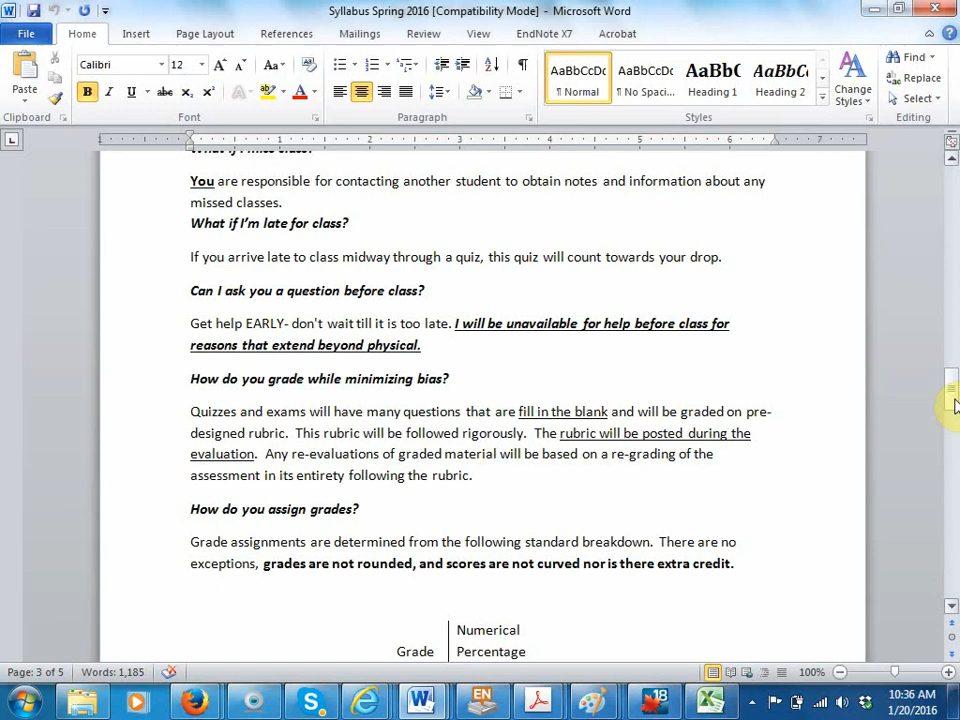 Syllabus Spring 2016 [Compatibility Mode] - Microsoft Word
File Home Insert Page Layout References Mailings Review View EndNote X7 Acrobat
Calibri 12
Paste
B I U abc x₂ x² A
AaBbCcDc AaBbCcDc AaBbC AaBbCc
¶ Normal ¶ No Spaci... Heading 1 Heading 2
Change Styles
Find
Replace
Select
Clipboard Font Paragraph Styles Editing
1 1 2 3 4 5 6 7
What if I miss class?
You are responsible for contacting another student to obtain notes and information about any
missed classes.
What if I'm late for class?
If you arrive late to class midway through a quiz, this quiz will count towards your drop.
Can I ask you a question before class?
Get help EARLY- don't wait till it is too late. I will be unavailable for help before class for
reasons that extend beyond physical.
How do you grade while minimizing bias?
Quizzes and exams will have many questions that are fill in the blank and will be graded on pre-
designed rubric.  This rubric will be followed rigorously.  The rubric will be posted during the
evaluation.  Any re-evaluations of graded material will be based on a re-grading of the
assessment in its entirety following the rubric.
How do you assign grades?
Grade assignments are determined from the following standard breakdown.  There are no
exceptions, grades are not rounded, and scores are not curved nor is there extra credit.
Numerical
Grade Percentage
Page: 3 of 5 Words: 1,185 100%
10:36 AM
1/20/2016